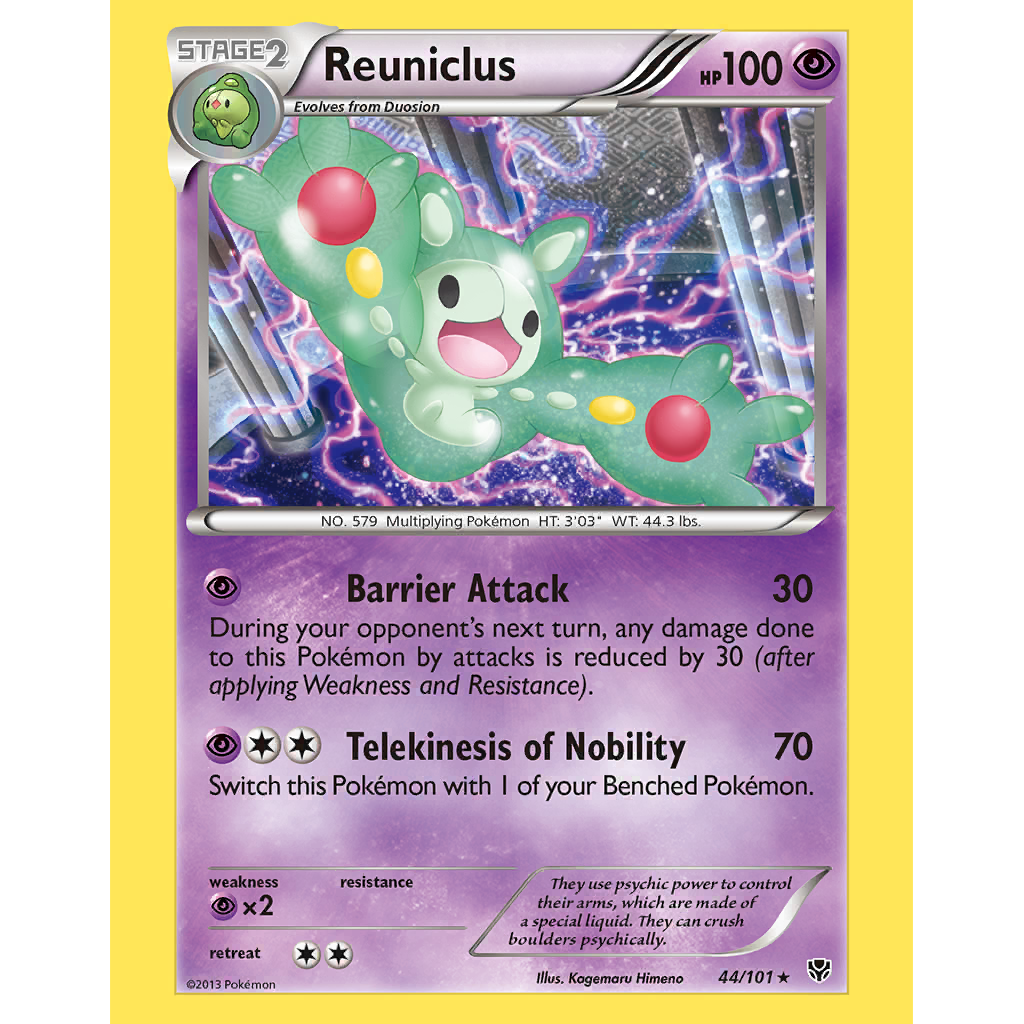 STAGE2
Reuniclus
HP100
Evolves from Duosion
NO. 579 Multiplying Pokémon HT: 3'03" WT: 44.3 lbs.
Barrier Attack 30
During your opponent's next turn, any damage done
to this Pokémon by attacks is reduced by 30 (after
applying Weakness and Resistance).
Telekinesis of Nobility 70
Switch this Pokémon with 1 of your Benched Pokémon.
weakness resistance
×2
retreat
They use psychic power to control
their arms, which are made of
a special liquid. They can crush
boulders psychically.
©2013 Pokémon
Illus. Kagemaru Himeno 44/101 ★